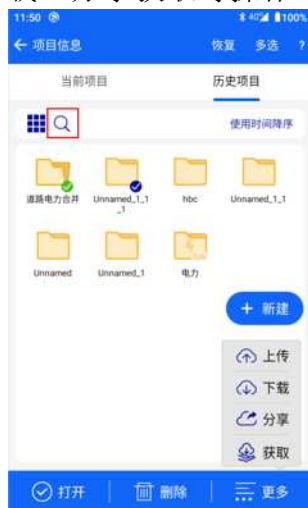 11:50
100%
项目信息
恢复 多选 ?
当前项目 历史项目
使用时间降序
道路电力合并 Unnamed_1_1_1 hbc Unnamed_1_1
Unnamed Unnamed_1 电力
+ 新建
上传
下载
分享
获取
打开 删除 更多